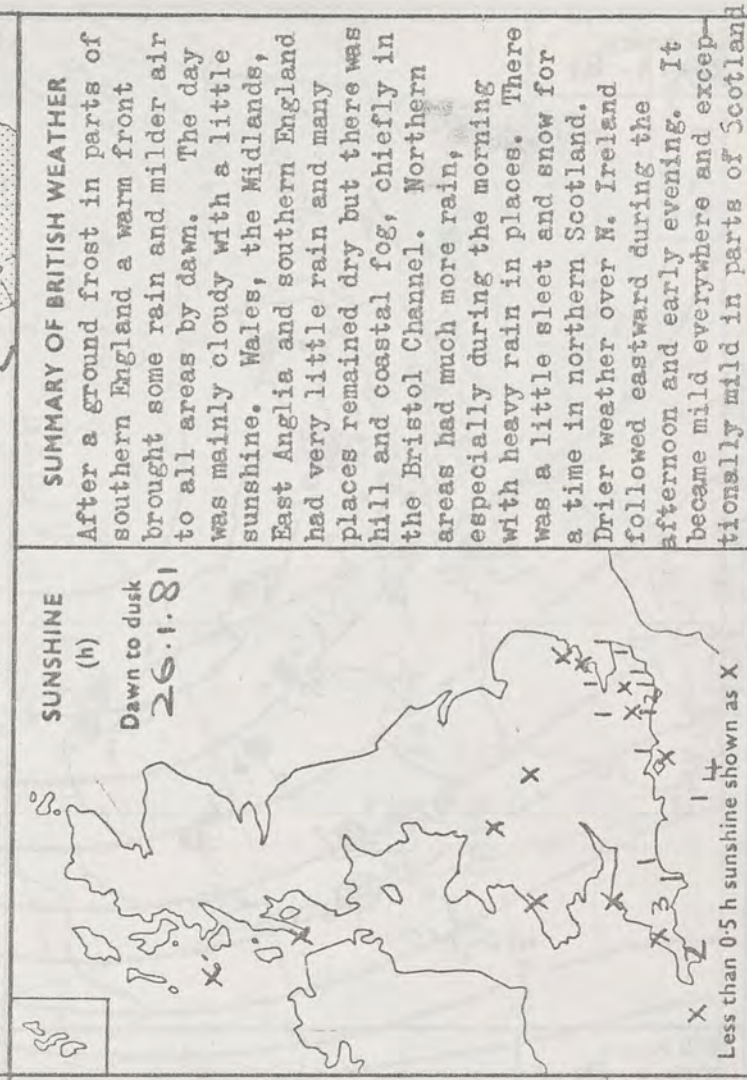 SUMMARY OF BRITISH WEATHER
After a ground frost in parts of
southern England a warm front
brought some rain and milder air
to all areas by dawn. The day
was mainly cloudy with a little
sunshine. Wales, the Midlands,
East Anglia and southern England
had very little rain and many
places remained dry but there was
hill and coastal fog, chiefly in
the Bristol Channel. Northern
areas had much more rain,
especially during the morning
with heavy rain in places. There
was a little sleet and snow for
a time in northern Scotland.
Drier weather over N. Ireland
followed eastward during the
afternoon and early evening. It
became mild everywhere and excep-
tionally mild in parts of Scotland
SUNSHINE
(h)
Dawn to dusk
26.1.81
Less than 0·5 h sunshine shown as X